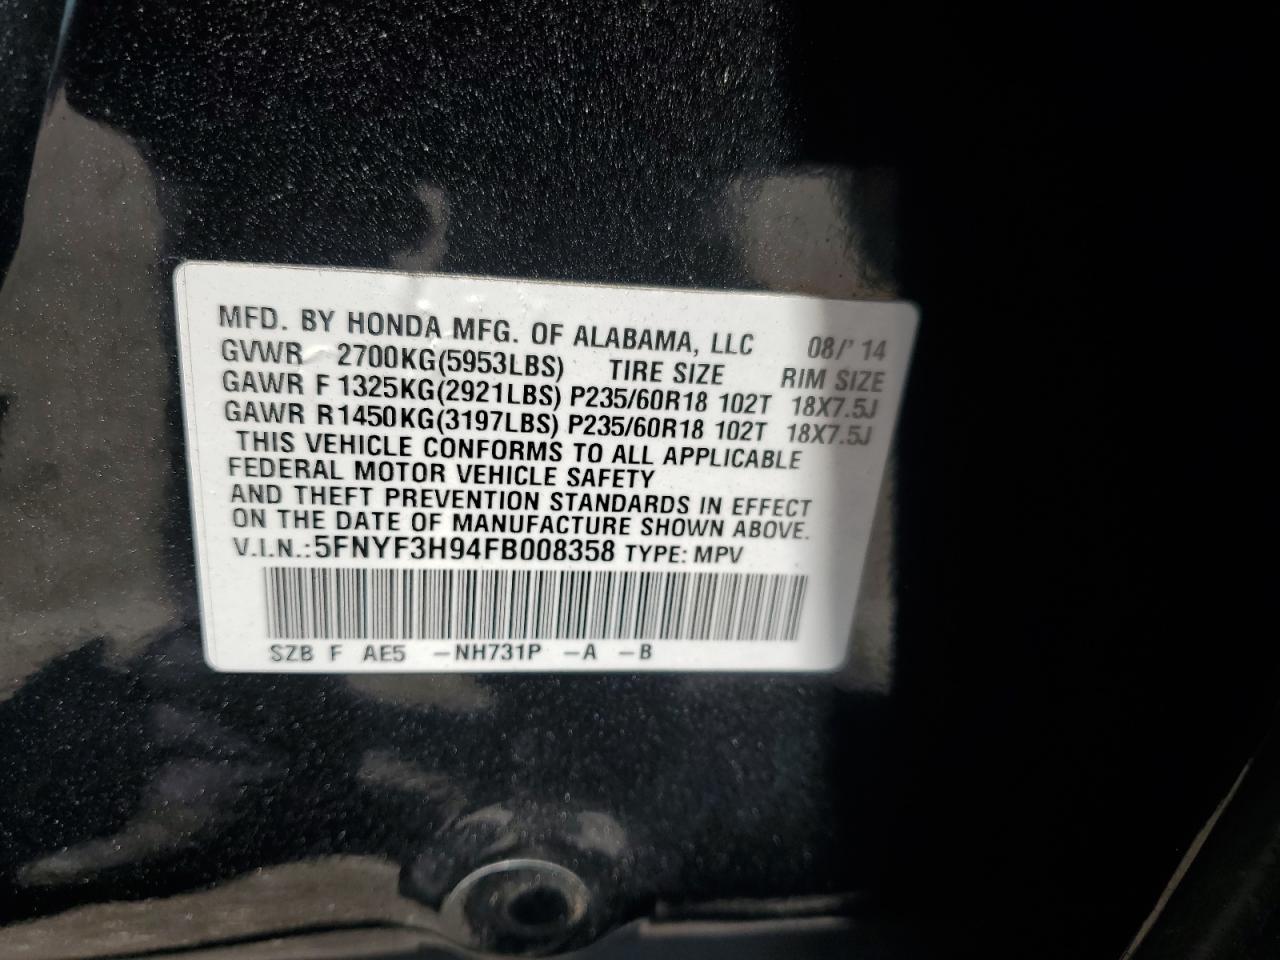 MFD. BY HONDA MFG. OF ALABAMA, LLC 08/' 14
GVWR 2700KG(5953LBS) TIRE SIZE RIM SIZE
GAWR F 1325KG(2921LBS) P235/60R18 102T 18X7.5J
GAWR R1450KG(3197LBS) P235/60R18 102T 18X7.5J
THIS VEHICLE CONFORMS TO ALL APPLICABLE
FEDERAL MOTOR VEHICLE SAFETY
AND THEFT PREVENTION STANDARDS IN EFFECT
ON THE DATE OF MANUFACTURE SHOWN ABOVE.
V.I.N.:5FNYF3H94FB008358 TYPE: MPV
SZB F AE5 -NH731P -A -B